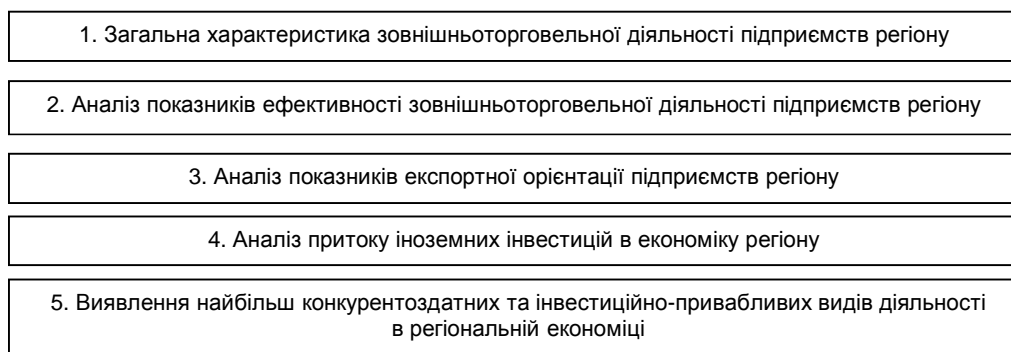 1. Загальна характеристика зовнішньоторговельної діяльності підприємств регіону
2. Аналіз показників ефективності зовнішньоторговельної діяльності підприємств регіону
3. Аналіз показників експортної орієнтації підприємств регіону
4. Аналіз притоку іноземних інвестицій в економіку регіону
5. Виявлення найбільш конкурентоздатних та інвестиційно-привабливих видів діяльності
в регіональній економіці